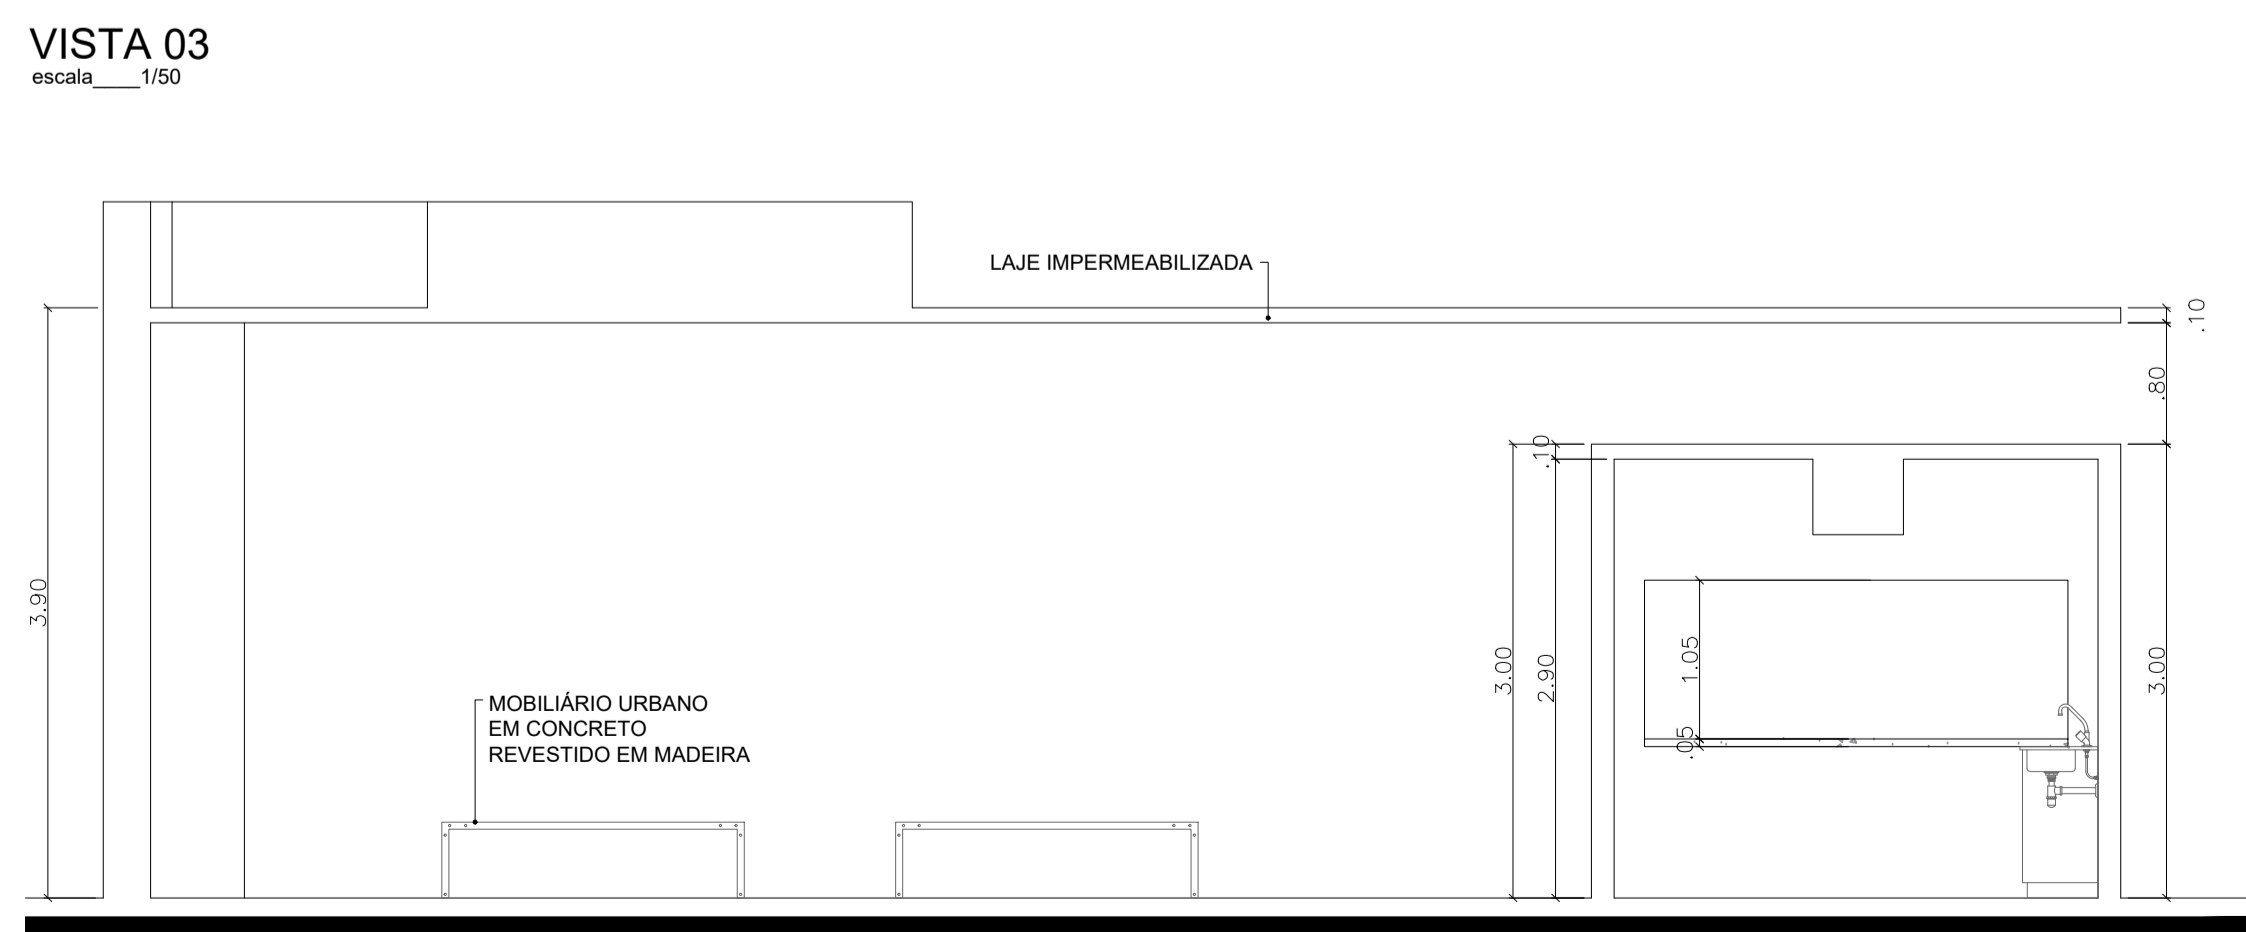 VISTA 03
escala____1/50
LAJE IMPERMEABILIZADA
.10
.80
.10
3.90
1.05
3.00
2.90
3.00
MOBILIÁRIO URBANO
EM CONCRETO
REVESTIDO EM MADEIRA
.05